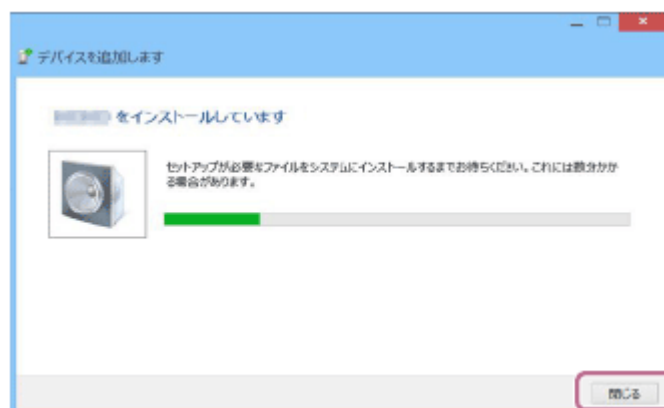 デバイスを追加します
をインストールしています
セットアップが必要なファイルをシステムにインストールするまでお待ちください。これには数分かか
る場合があります。
閉じる